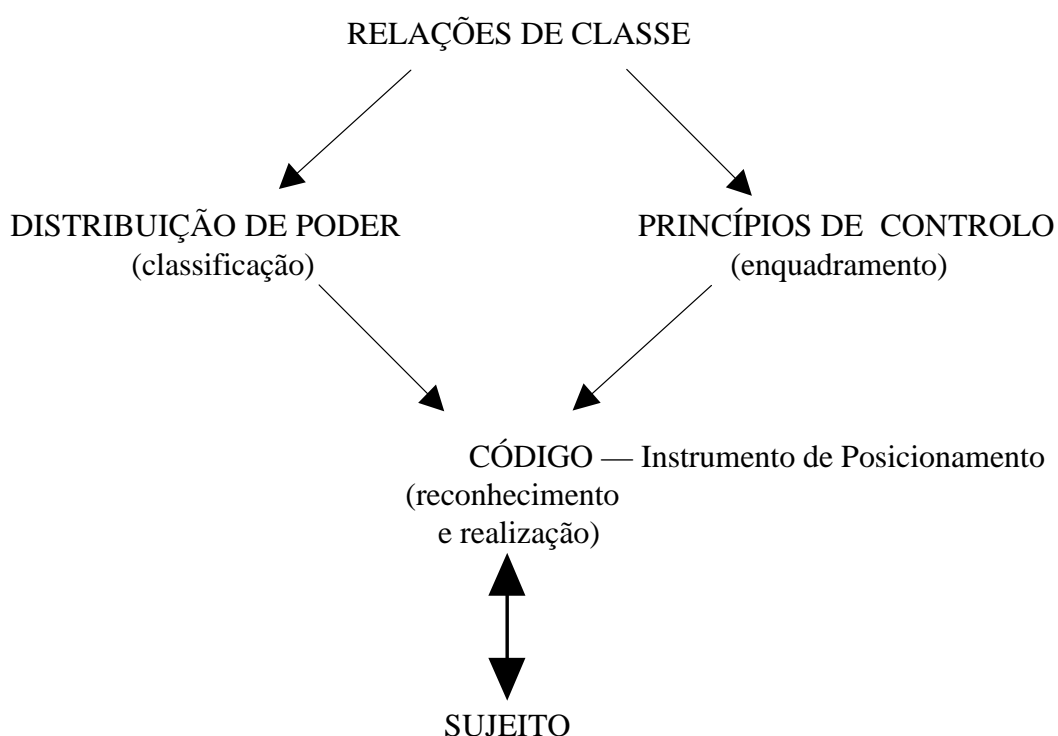 RELAÇÕES DE CLASSE
DISTRIBUIÇÃO DE PODER
(classificação)
PRINCÍPIOS DE CONTROLO
(enquadramento)
CÓDIGO — Instrumento de Posicionamento
(reconhecimento
e realização)
SUJEITO